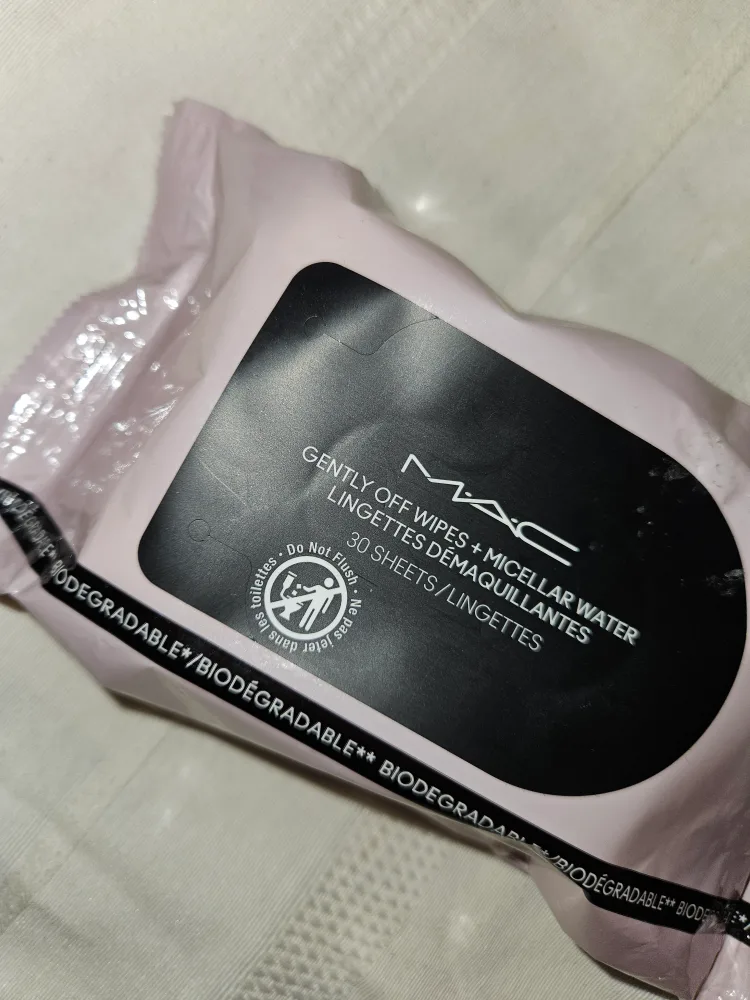 M·A·C
GENTLY OFF WIPES + MICELLAR WATER
LINGETTES DÉMAQUILLANTES
30 SHEETS/LINGETTES
• Do Not Flush • Ne pas jeter dans les toilettes
BIODEGRADABLE*/BIODÉGRADABLE** BIODEGRADABLE*/BIODÉGRADABLE**